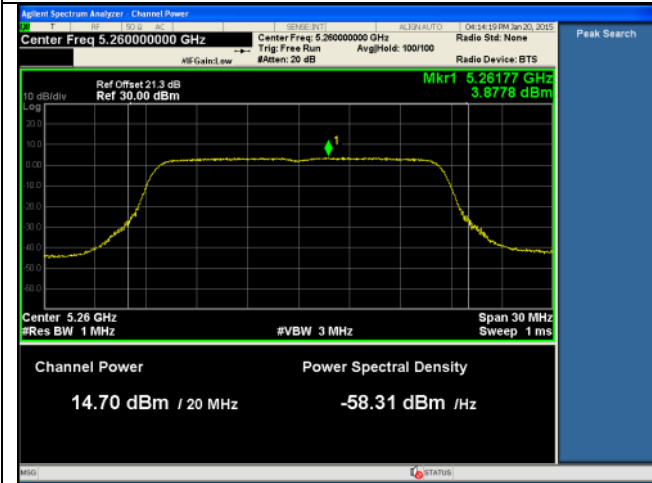 Agilent Spectrum Analyzer - Channel Power
T RF 50 Ω AC SENSE:INT ALIGN AUTO 04:14:19 PM Jan 20, 2015
Center Freq 5.260000000 GHz
Center Freq: 5.260000000 GHz
Radio Std: None
Trig: Free Run Avg|Hold: 100/100
#IFGain:Low #Atten: 20 dB Radio Device: BTS
Peak Search
Ref Offset 21.3 dB
Mkr1 5.26177 GHz
10 dB/div Ref 30.00 dBm 3.8778 dBm
Log
20.0
10.0
1
0.00
-10.0
-20.0
-30.0
-40.0
-60.0
Center 5.26 GHz Span 30 MHz
#Res BW 1 MHz #VBW 3 MHz Sweep 1 ms
Channel Power Power Spectral Density
14.70 dBm / 20 MHz -58.31 dBm /Hz
MSG STATUS